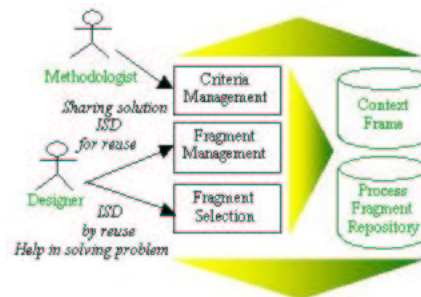 Methodologist
Criteria
Management
Sharing solution
ISD
for reuse
Fragment
Management
Designer
Fragment
Selection
ISD
by reuse
Help in solving problem
Context
Frame
Process
Fragment
Repository